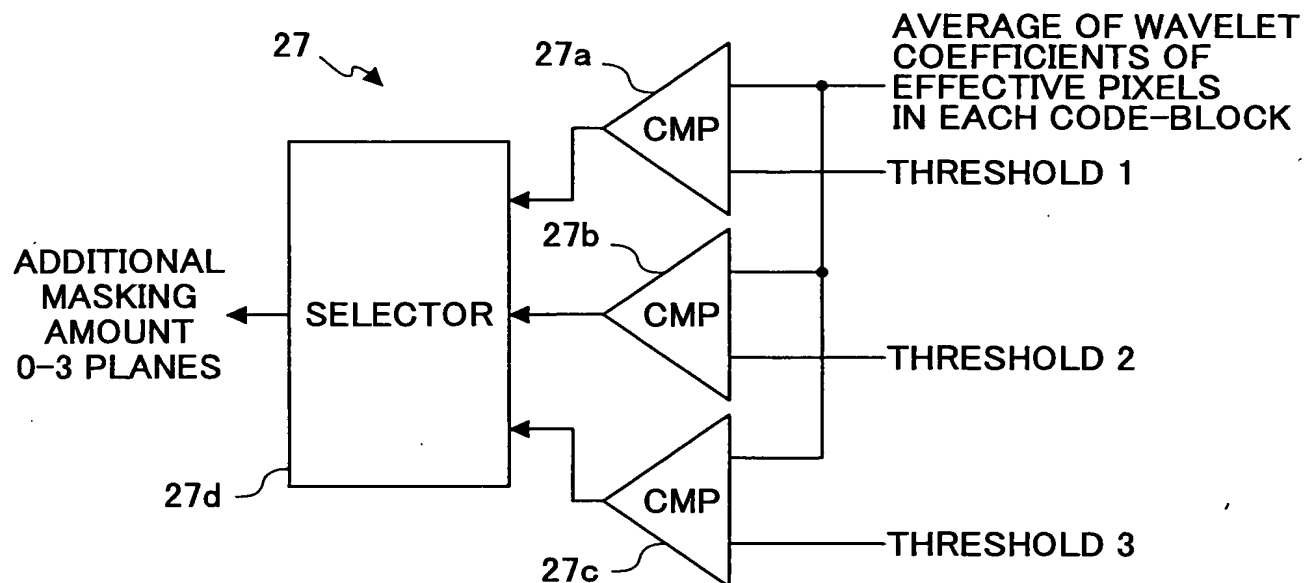 27
27a
AVERAGE OF WAVELET
COEFFICIENTS OF
EFFECTIVE PIXELS
IN EACH CODE-BLOCK
CMP
THRESHOLD 1
27b
ADDITIONAL
MASKING
AMOUNT
0-3 PLANES
SELECTOR
CMP
THRESHOLD 2
27d
CMP
THRESHOLD 3
27c